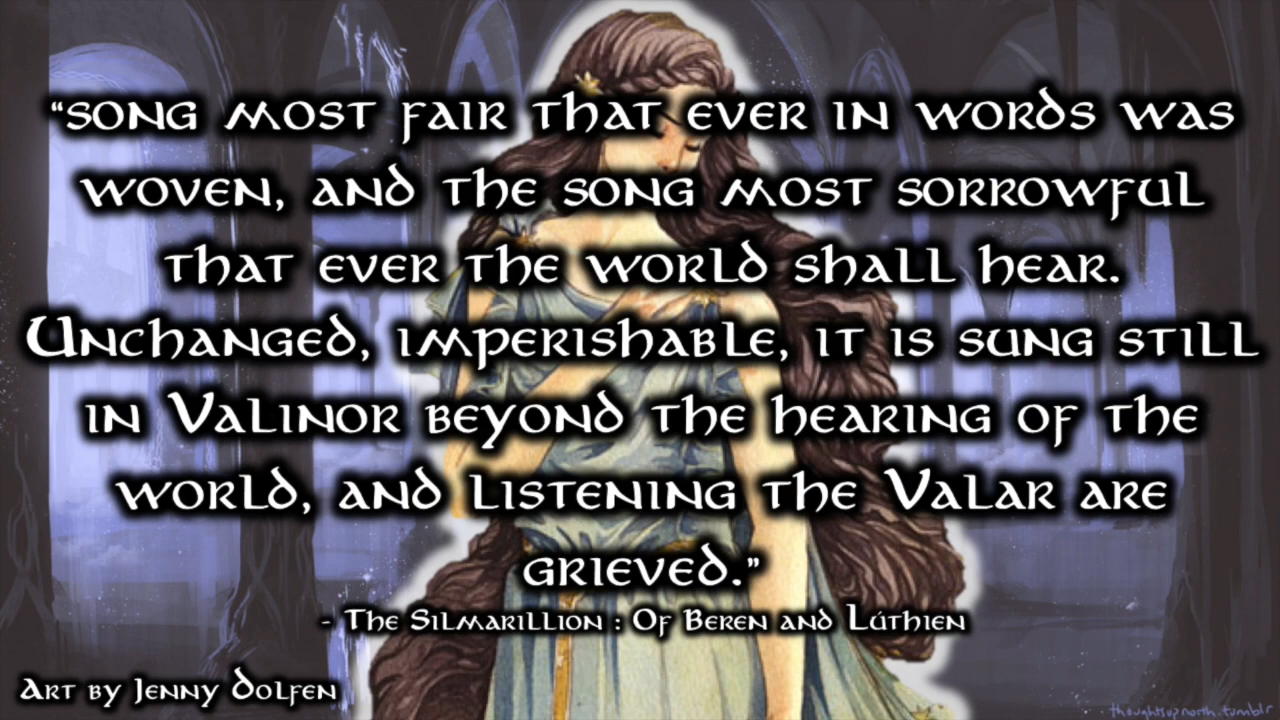 “Song most fair that ever in words was
woven, and the song most sorrowful
that ever the world shall hear.
Unchanged, imperishable, it is sung still
in Valinor beyond the hearing of the
world, and listening the Valar are
grieved.”
- The Silmarillion : Of Beren and Lúthien
Art by Jenny Dolfen
thoughtsupnorth.tumblr